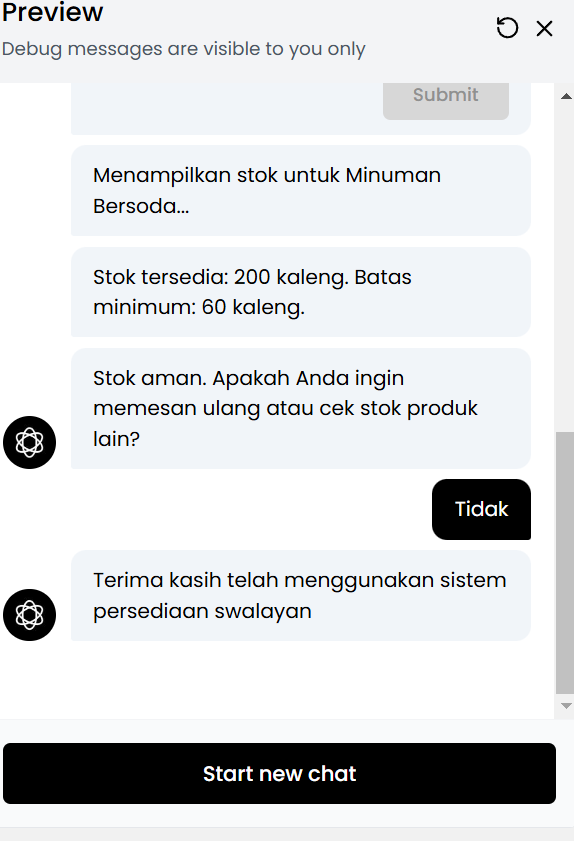 Preview
Debug messages are visible to you only
Submit
Menampilkan stok untuk Minuman
Bersoda...
Stok tersedia: 200 kaleng. Batas
minimum: 60 kaleng.
Stok aman. Apakah Anda ingin
memesan ulang atau cek stok produk
lain?
Tidak
Terima kasih telah menggunakan sistem
persediaan swalayan
Start new chat